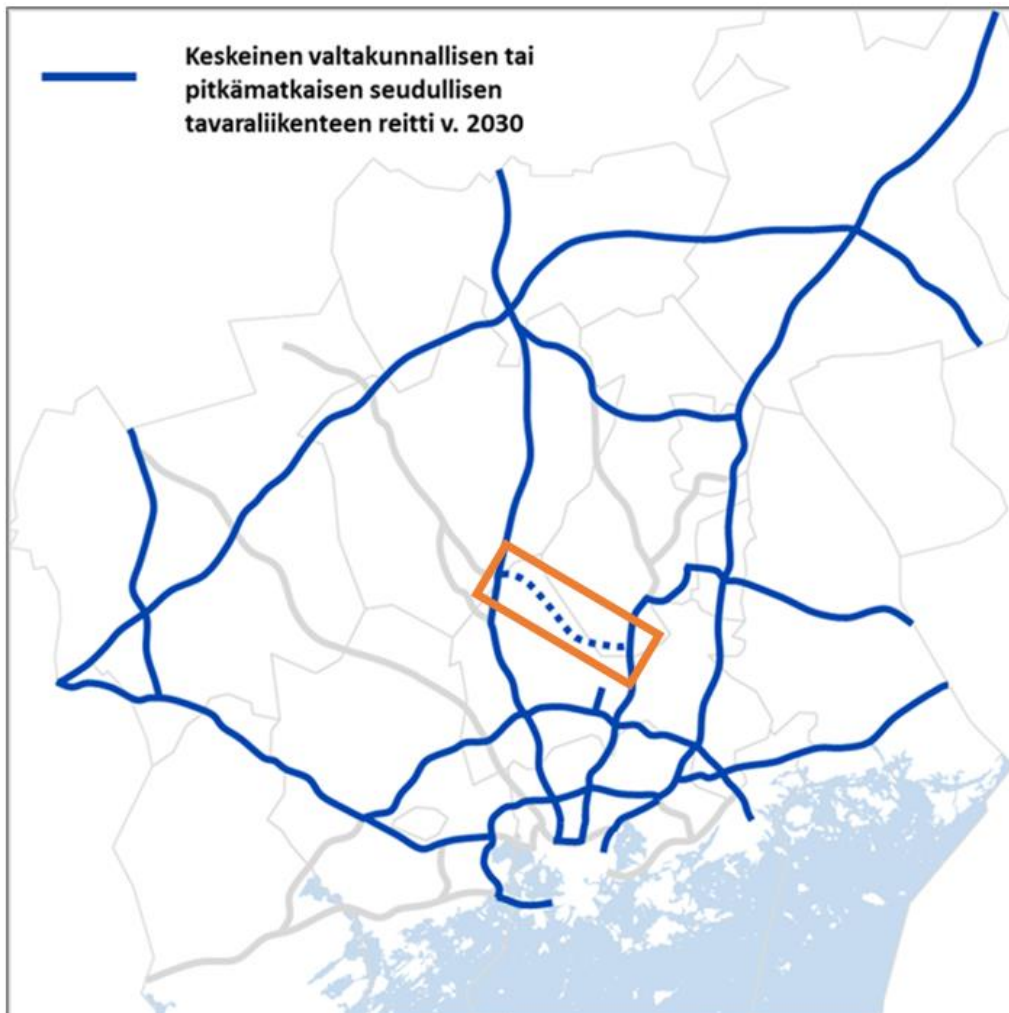 Keskeinen valtakunnallisen tai
pitkämatkaisen seudullisen
tavaraliikenteen reitti v. 2030